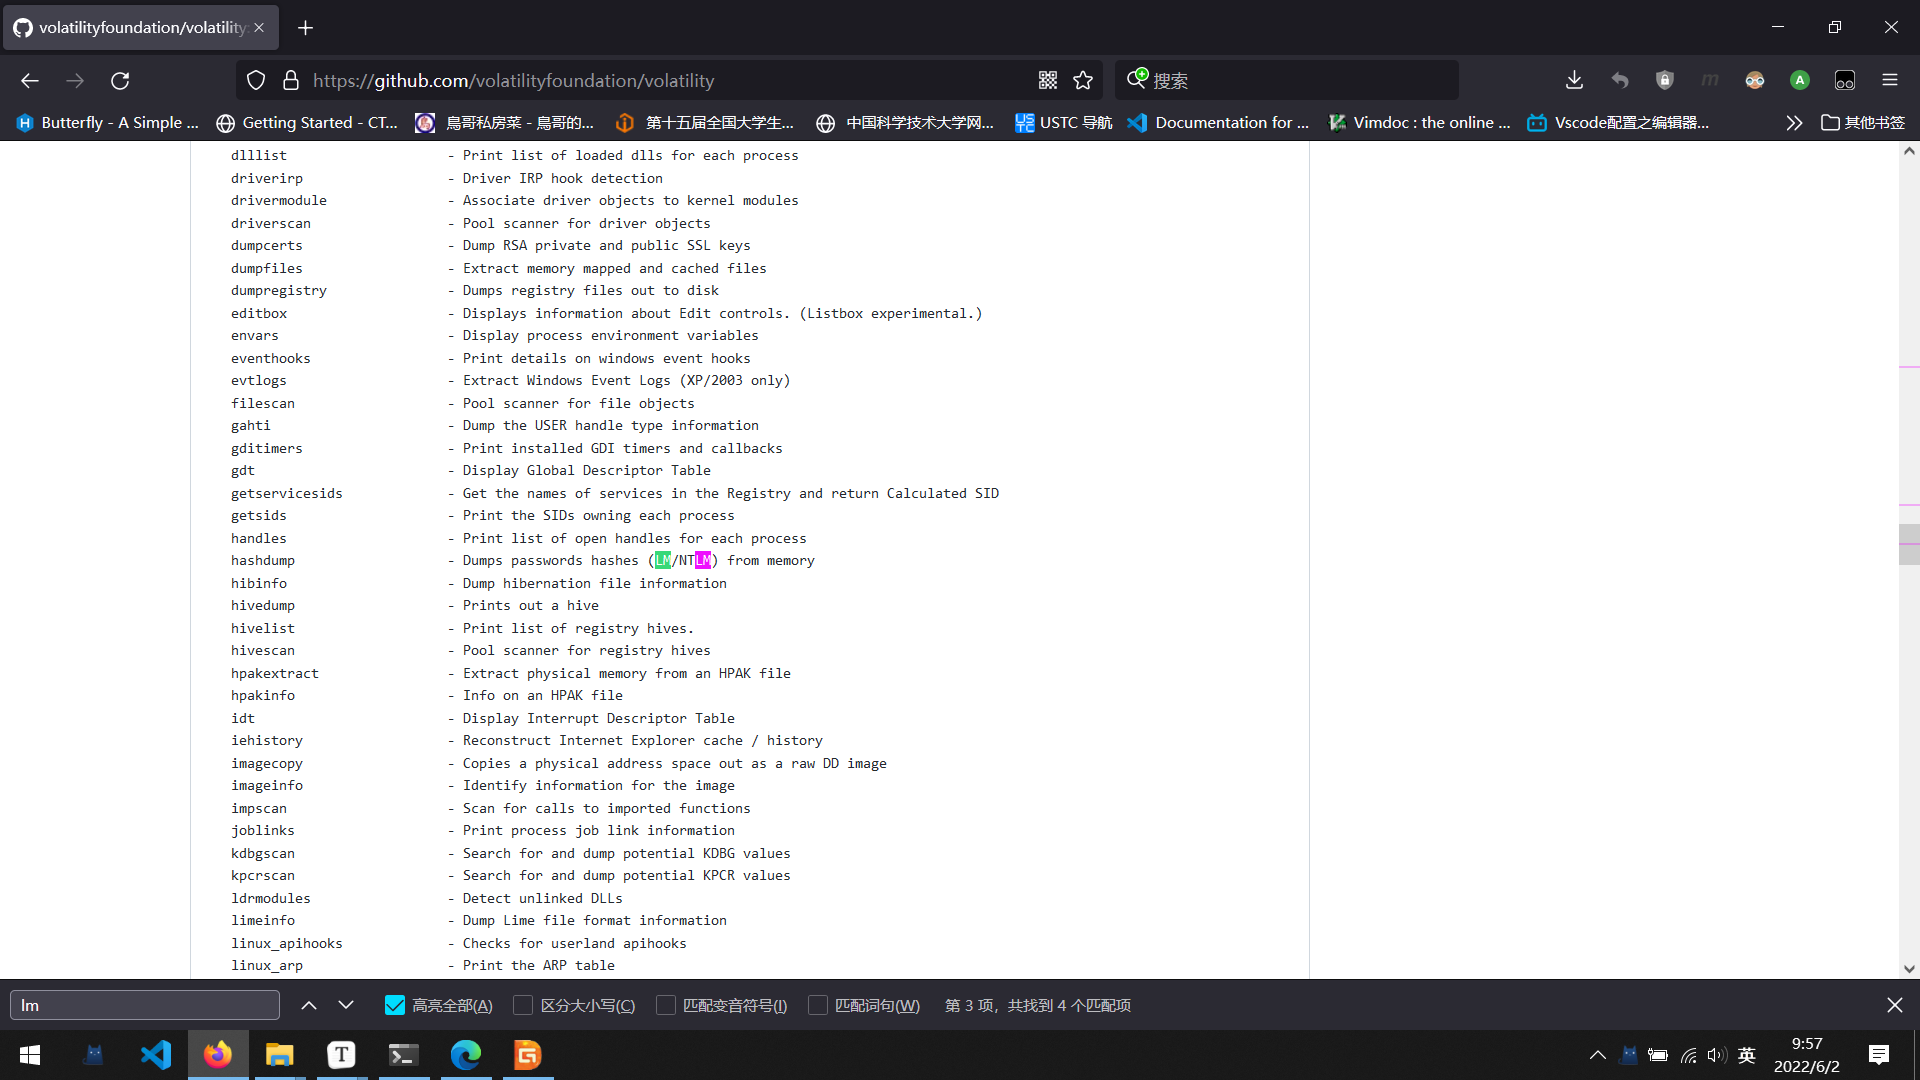 volatilityfoundation/volatility:
https://github.com/volatilityfoundation/volatility
搜索
Butterfly - A Simple ...
Getting Started - CT...
鳥哥私房菜 - 鳥哥的...
第十五届全国大学生...
中国科学技术大学网...
USTC 导航
Documentation for ...
Vimdoc : the online ...
Vscode配置之编辑器...
其他书签
dlllist - Print list of loaded dlls for each process
driverirp - Driver IRP hook detection
drivermodule - Associate driver objects to kernel modules
driverscan - Pool scanner for driver objects
dumpcerts - Dump RSA private and public SSL keys
dumpfiles - Extract memory mapped and cached files
dumpregistry - Dumps registry files out to disk
editbox - Displays information about Edit controls. (Listbox experimental.)
envars - Display process environment variables
eventhooks - Print details on windows event hooks
evtlogs - Extract Windows Event Logs (XP/2003 only)
filescan - Pool scanner for file objects
gahti - Dump the USER handle type information
gditimers - Print installed GDI timers and callbacks
gdt - Display Global Descriptor Table
getservicesids - Get the names of services in the Registry and return Calculated SID
getsids - Print the SIDs owning each process
handles - Print list of open handles for each process
hashdump - Dumps passwords hashes (LM/NTLM) from memory
hibinfo - Dump hibernation file information
hivedump - Prints out a hive
hivelist - Print list of registry hives.
hivescan - Pool scanner for registry hives
hpakextract - Extract physical memory from an HPAK file
hpakinfo - Info on an HPAK file
idt - Display Interrupt Descriptor Table
iehistory - Reconstruct Internet Explorer cache / history
imagecopy - Copies a physical address space out as a raw DD image
imageinfo - Identify information for the image
impscan - Scan for calls to imported functions
joblinks - Print process job link information
kdbgscan - Search for and dump potential KDBG values
kpcrscan - Search for and dump potential KPCR values
ldrmodules - Detect unlinked DLLs
limeinfo - Dump Lime file format information
linux_apihooks - Checks for userland apihooks
linux_arp - Print the ARP table
lm
高亮全部(A)
区分大小写(C)
匹配变音符号(I)
匹配词句(W)
第 3 项，共找到 4 个匹配项
英
9:57
2022/6/2